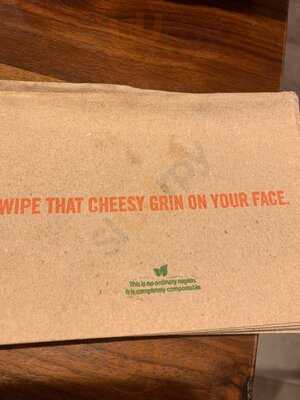 WIPE THAT CHEESY GRIN ON YOUR FACE.
This is no ordinary napkin.
It is completely compostable.